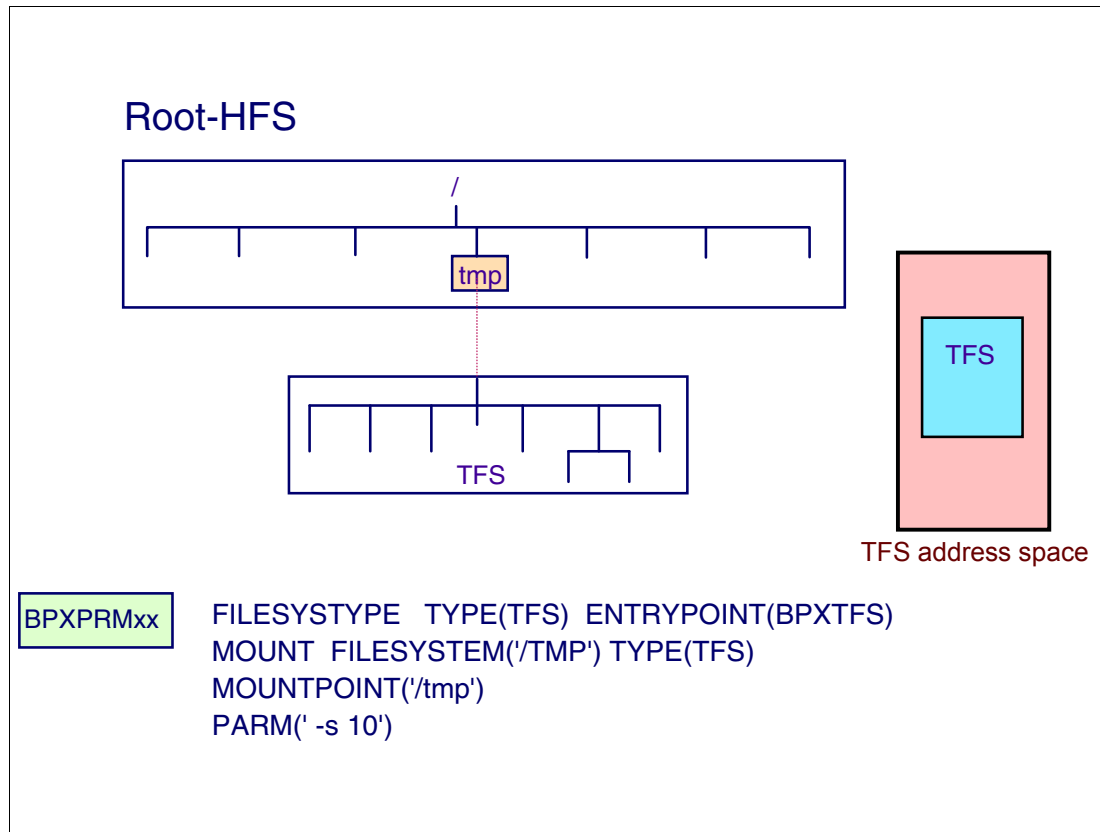 Root-HFS
/
tmp
TFS
TFS
TFS address space
BPXPRMxx
FILESYSTYPE TYPE(TFS) ENTRYPOINT(BPXTFS)
MOUNT FILESYSTEM('/TMP') TYPE(TFS)
MOUNTPOINT('/tmp')
PARM(' -s 10')